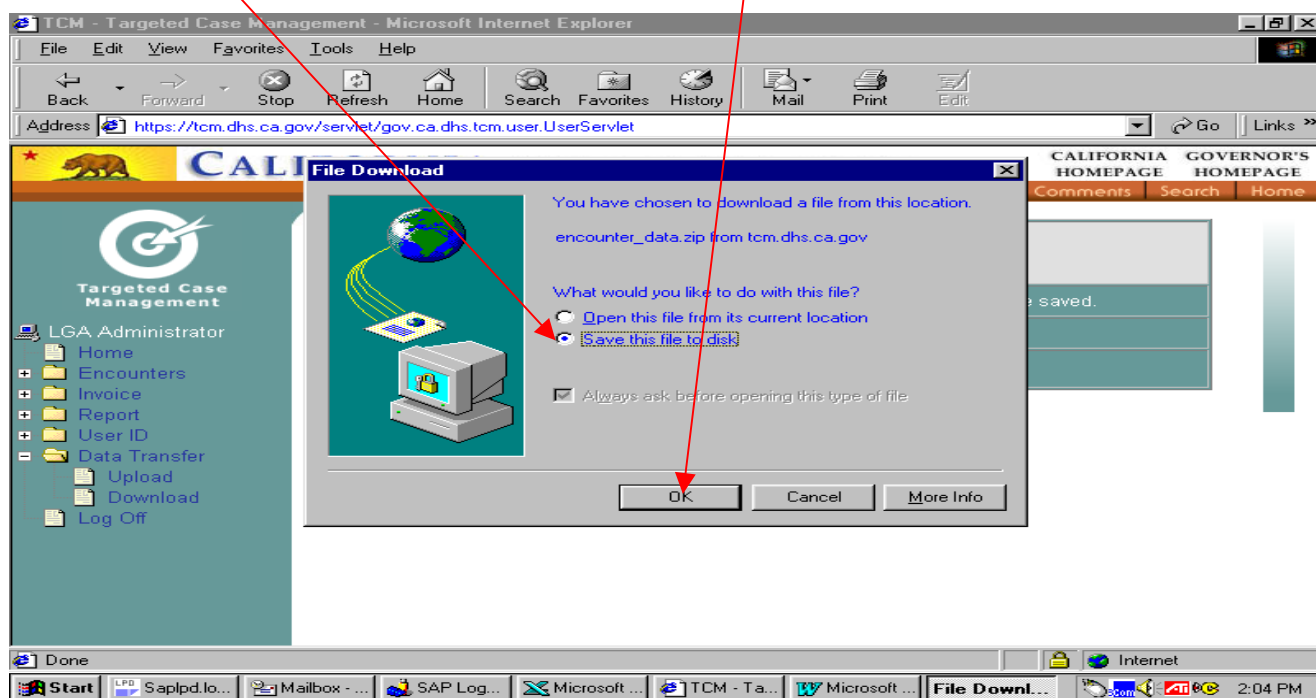 TCM - Targeted Case Management - Microsoft Internet Explorer
File Edit View Favorites Tools Help
Back Forward Stop Refresh Home Search Favorites History Mail Print Edit
Address https://tcm.dhs.ca.gov/servlet/gov.ca.dhs.tcm.user.UserServlet Go Links »
CALI
CALIFORNIA HOMEPAGE GOVERNOR'S HOMEPAGE
Comments Search Home
Targeted Case
Management
LGA Administrator
Home
Encounters
Invoice
Report
User ID
Data Transfer
Upload
Download
Log Off
File Download
You have chosen to download a file from this location.
encounter_data.zip from tcm.dhs.ca.gov
What would you like to do with this file?
Open this file from its current location
Save this file to disk
Always ask before opening this type of file
OK Cancel More Info
saved.
Done Internet
Start Saplpd.lo... Mailbox - ... SAP Log... Microsoft ... TCM - Ta... Microsoft ... File Downl... 2:04 PM